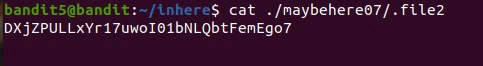 bandit5@bandit:~/inhere$ cat ./maybehere07/.file2
DXjZPULLxYr17uwoI01bNLQbtFemEgo7